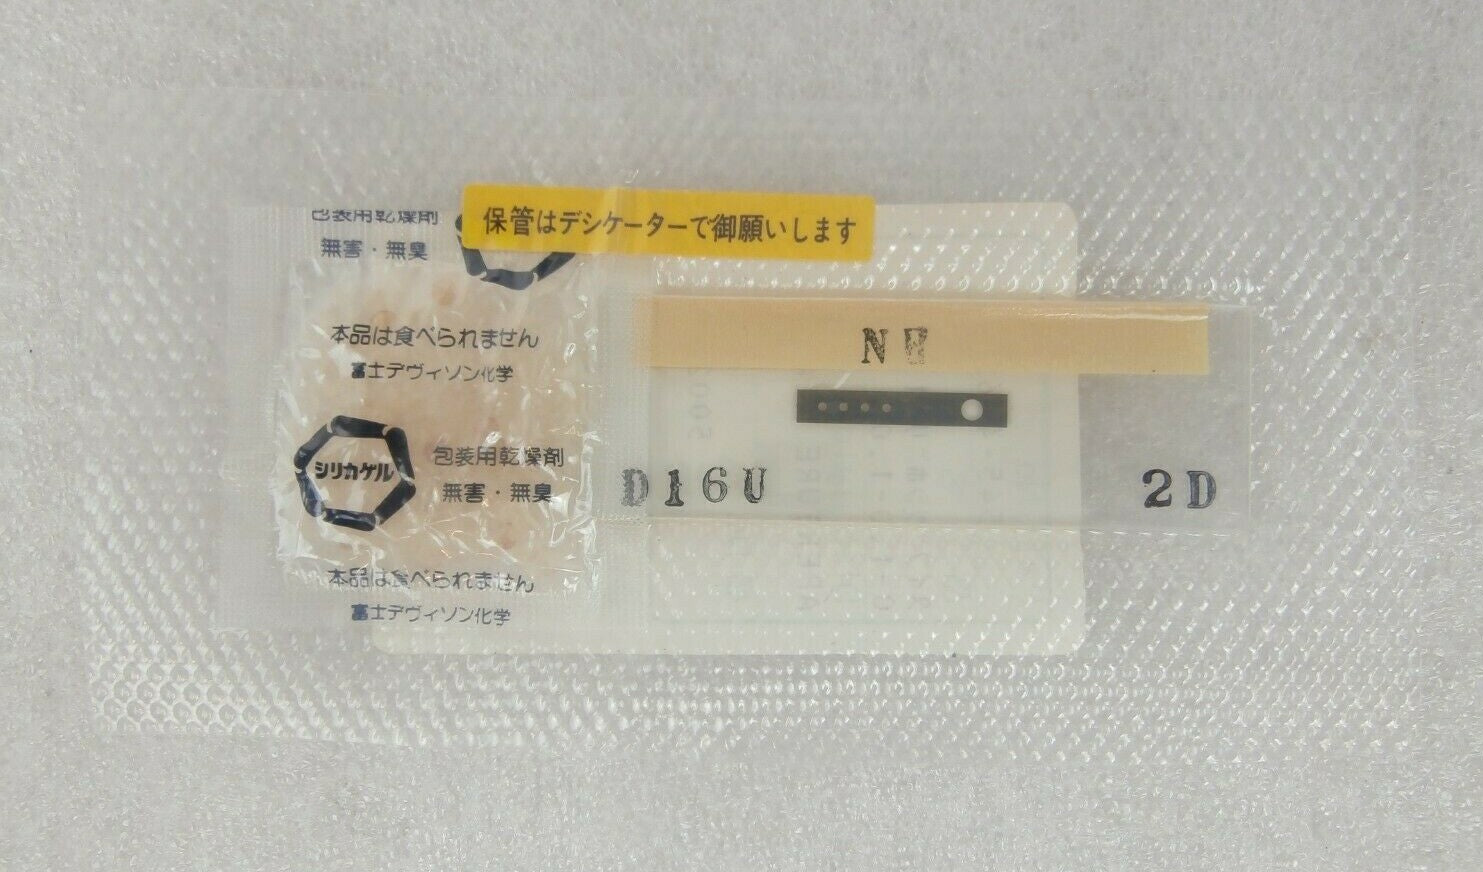 保管はデシケーターで御願いします
包装用乾燥剤
無害・無臭
本品は食べられません
富士デヴィソン化学
シリカゲル
包装用乾燥剤
無害・無臭
本品は食べられません
富士デヴィソン化学
D16U
2D